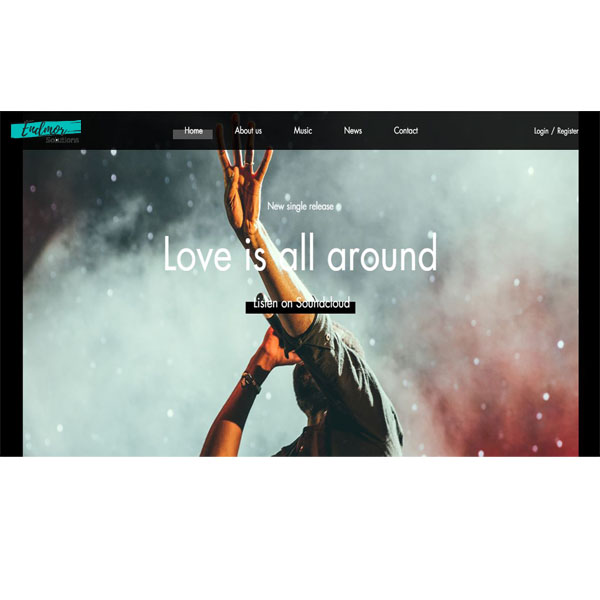 Endmor
Solutions
Home
About us
Music
News
Contact
Login / Register
New single release
Love is all around
Listen on Soundcloud